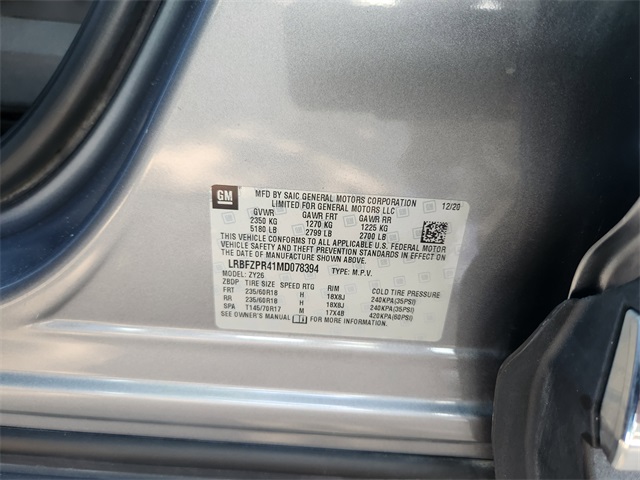 GM
MFD BY SAIC GENERAL MOTORS CORPORATION
LIMITED FOR GENERAL MOTORS LLC
12/20
GVWR GAWR FRT GAWR RR
2350 KG 1270 KG 1225 KG
5180 LB 2799 LB 2700 LB
THIS VEHICLE CONFORMS TO ALL APPLICABLE U.S. FEDERAL MOTOR
VEHICLE SAFETY AND THEFT PREVENTION STANDARDS IN EFFECT ON
THE DATE OF MANUFACTURE SHOWN ABOVE.
LRBFZPR41MD078394 TYPE: M.P.V.
MODEL: ZY26
ZBDP TIRE SIZE SPEED RTG RIM COLD TIRE PRESSURE
FRT 235/60R18 H 18X8J 240KPA(35PSI)
RR 235/60R18 H 18X8J 240KPA(35PSI)
SPA T145/70R17 M 17X4B 420KPA(60PSI)
SEE OWNER'S MANUAL FOR MORE INFORMATION.